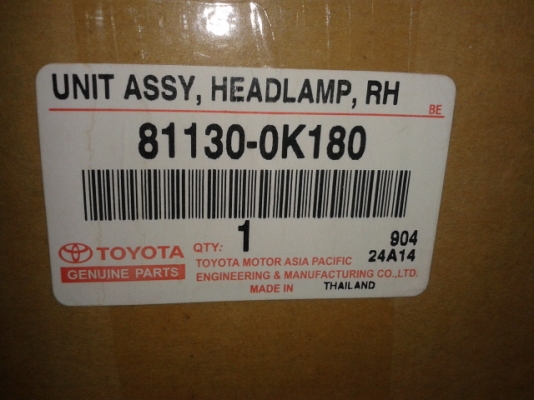 UNIT ASSY, HEADLAMP, RH
BE
81130-0K180
TOYOTA
GENUINE PARTS
QTY: 1
904
24A14
TOYOTA MOTOR ASIA PACIFIC
ENGINEERING & MANUFACTURING CO.,LTD.
MADE IN THAILAND